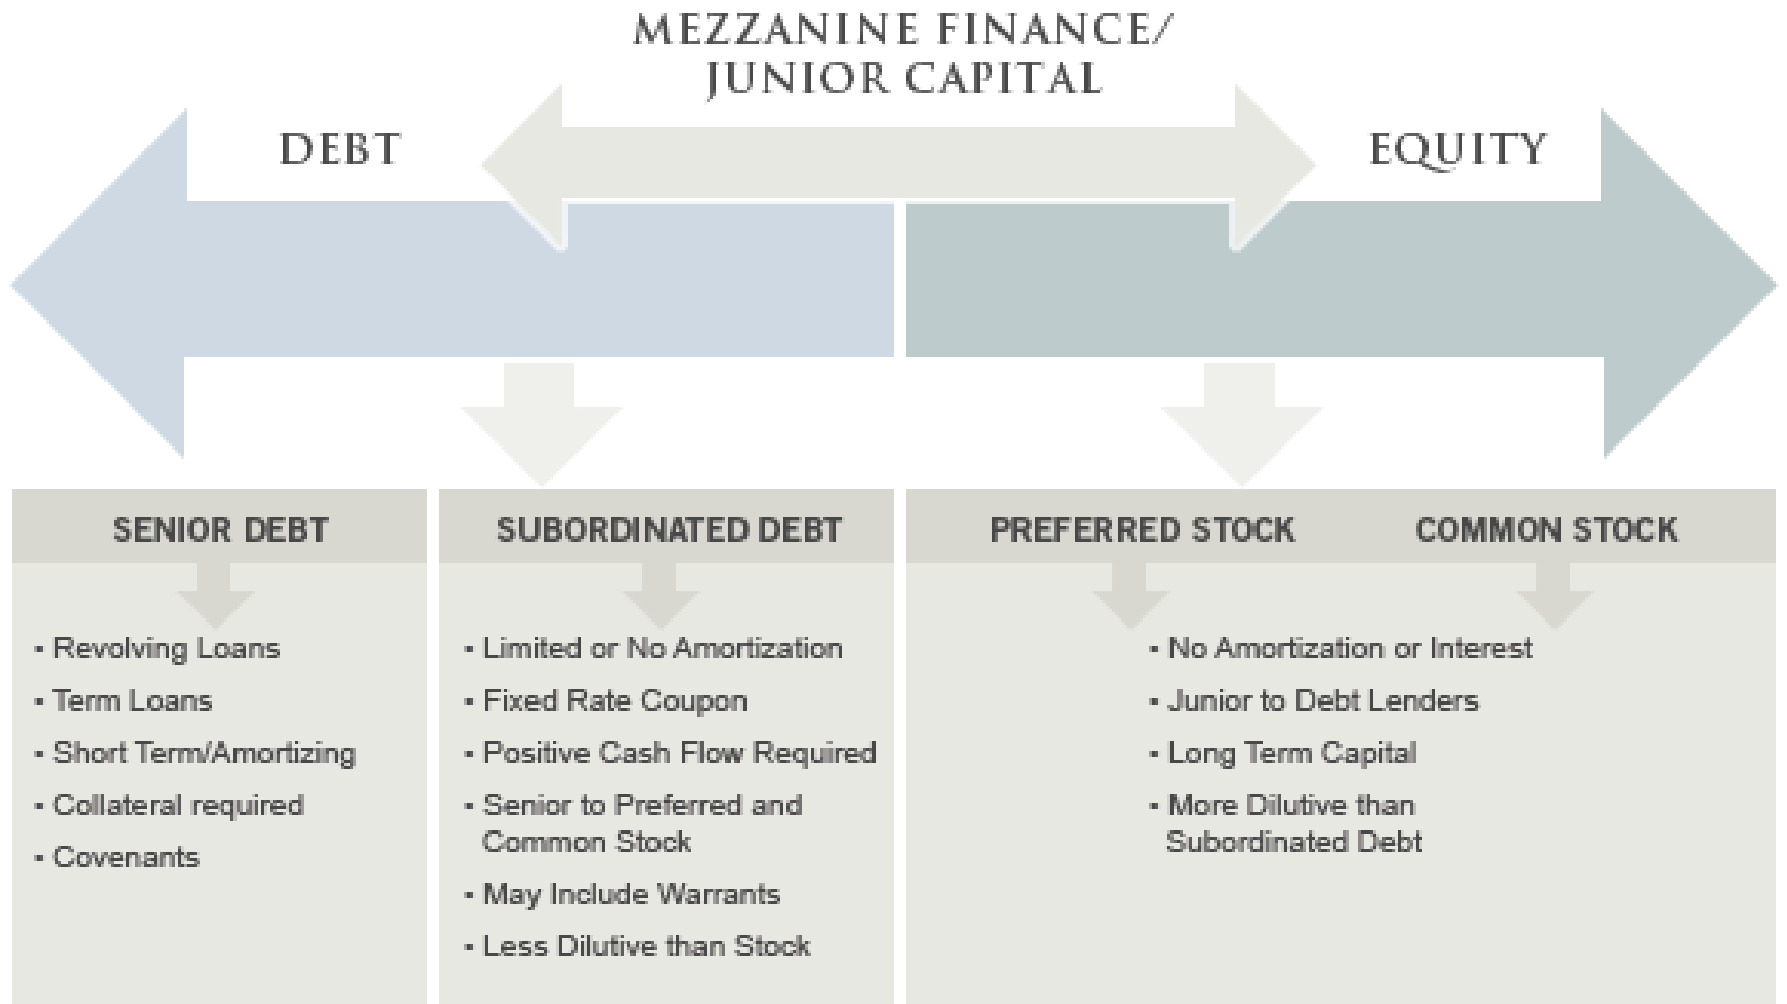 MEZZANINE FINANCE/
JUNIOR CAPITAL
DEBT
EQUITY
SENIOR DEBT
▪ Revolving Loans
▪ Term Loans
▪ Short Term/Amortizing
▪ Collateral required
▪ Covenants
SUBORDINATED DEBT
▪ Limited or No Amortization
▪ Fixed Rate Coupon
▪ Positive Cash Flow Required
▪ Senior to Preferred and
Common Stock
▪ May Include Warrants
▪ Less Dilutive than Stock
PREFERRED STOCK
COMMON STOCK
▪ No Amortization or Interest
▪ Junior to Debt Lenders
▪ Long Term Capital
▪ More Dilutive than
Subordinated Debt